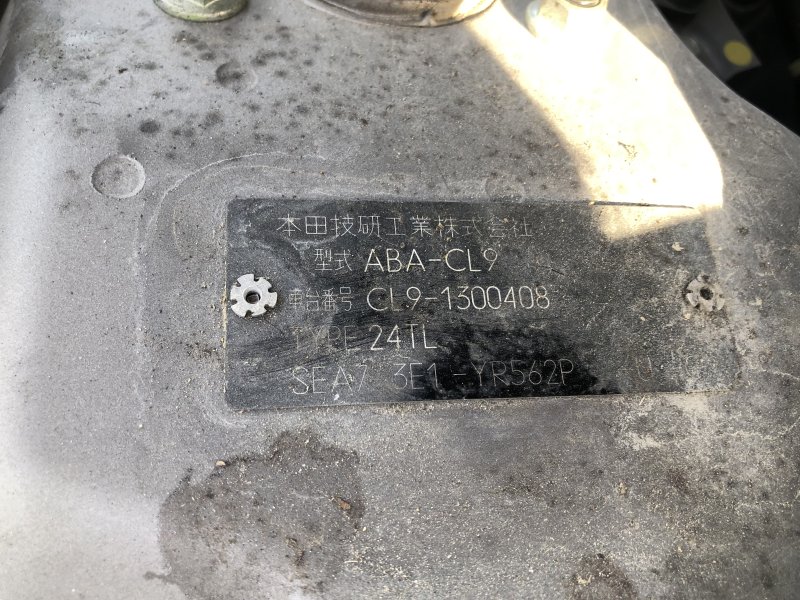 本田技研工業株式会社
型式 ABA-CL9
車台番号 CL9-1300408
TYPE 24TL
SEA7 3E1-YR562P U